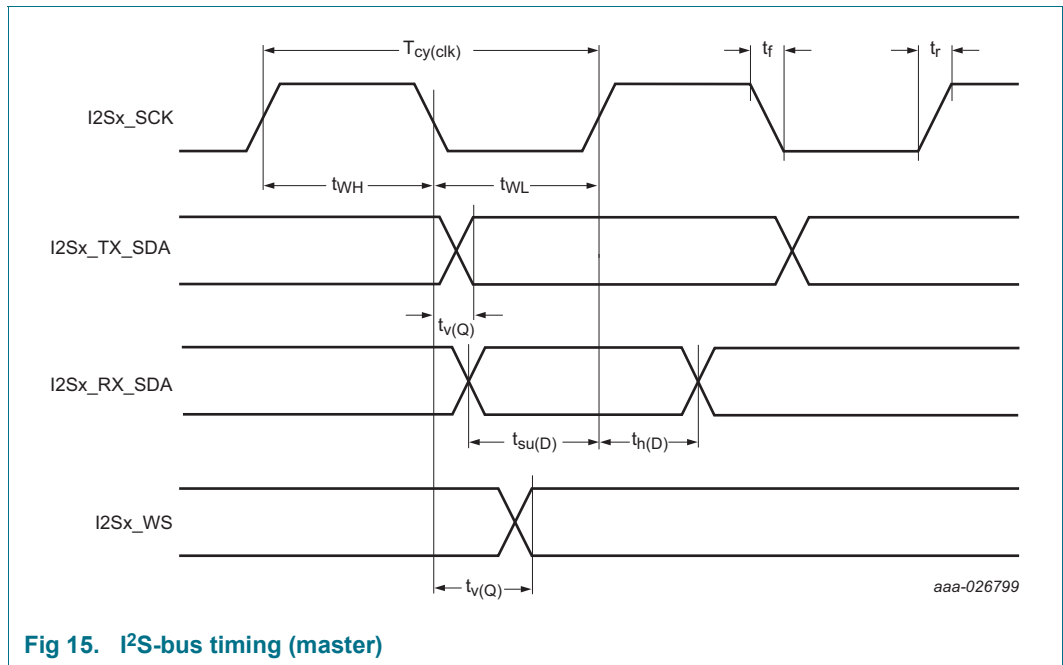 Tcy(clk)
tf
tr
I2Sx_SCK
tWH
tWL
I2Sx_TX_SDA
tv(Q)
I2Sx_RX_SDA
tsu(D)
th(D)
I2Sx_WS
tv(Q)
aaa-026799
Fig 15. I2S-bus timing (master)